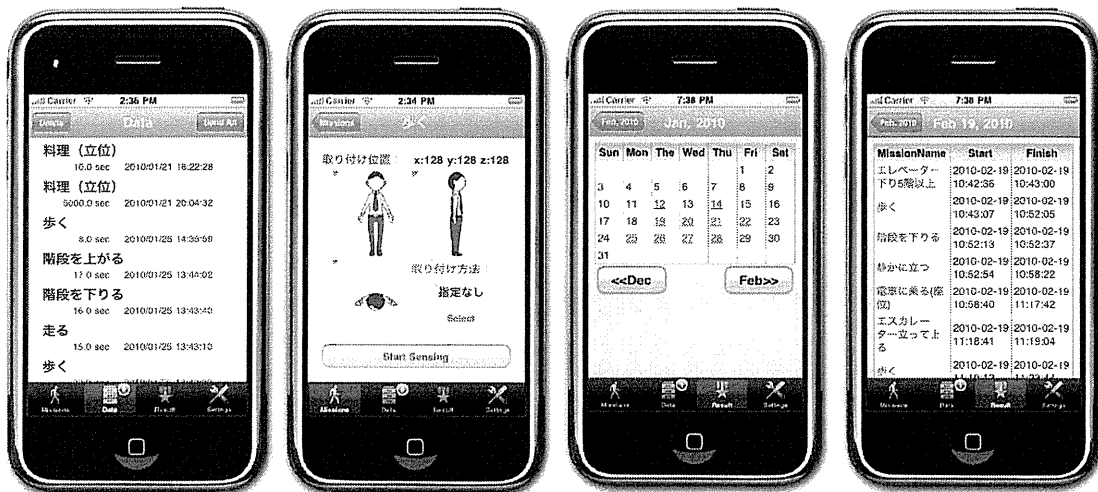 Carrier 2:36 PM
Delete Data Send All
料理（立位）
10.0 sec 2010/01/21 18:22:28
料理（立位）
5000.0 sec 2010/01/21 20:04:32
歩く
8.0 sec 2010/01/25 14:35:59
階段を上がる
17.0 sec 2010/01/25 13:44:02
階段を下りる
16.0 sec 2010/01/25 13:43:40
走る
15.0 sec 2010/01/25 13:43:10
歩く
Missions Data Result Settings
Carrier 2:34 PM
Missions 歩く
取り付け位置 x:128 y:128 z:128
取り付け方法
指定なし
Select
Start Sensing
Missions Data Result Settings
Carrier 7:38 PM
Feb, 2010 Jan, 2010
Sun Mon The Wed Thu Fri Sat
1 2
3 4 5 6 7 8 9
10 11 12 13 14 15 16
17 18 19 20 21 22 23
24 25 26 27 28 29 30
31
<<Dec Feb>>
Missions Data Result Settings
Carrier 7:38 PM
Feb, 2010 Feb 19, 2010
MissionName Start Finish
エレベーター 2010-02-19 2010-02-19
下り5階以上 10:42:36 10:43:00
歩く 2010-02-19 2010-02-19
10:43:07 10:52:05
階段を下りる 2010-02-19 2010-02-19
10:52:13 10:52:37
静かに立つ 2010-02-19 2010-02-19
10:52:54 10:58:22
電車に乗る(座 2010-02-19 2010-02-19
位) 10:58:40 11:17:42
エスカレー
ター立って上 2010-02-19 2010-02-19
る 11:18:41 11:19:04
歩く 2010-02-19 2010-02-19
Missions Data Result Settings